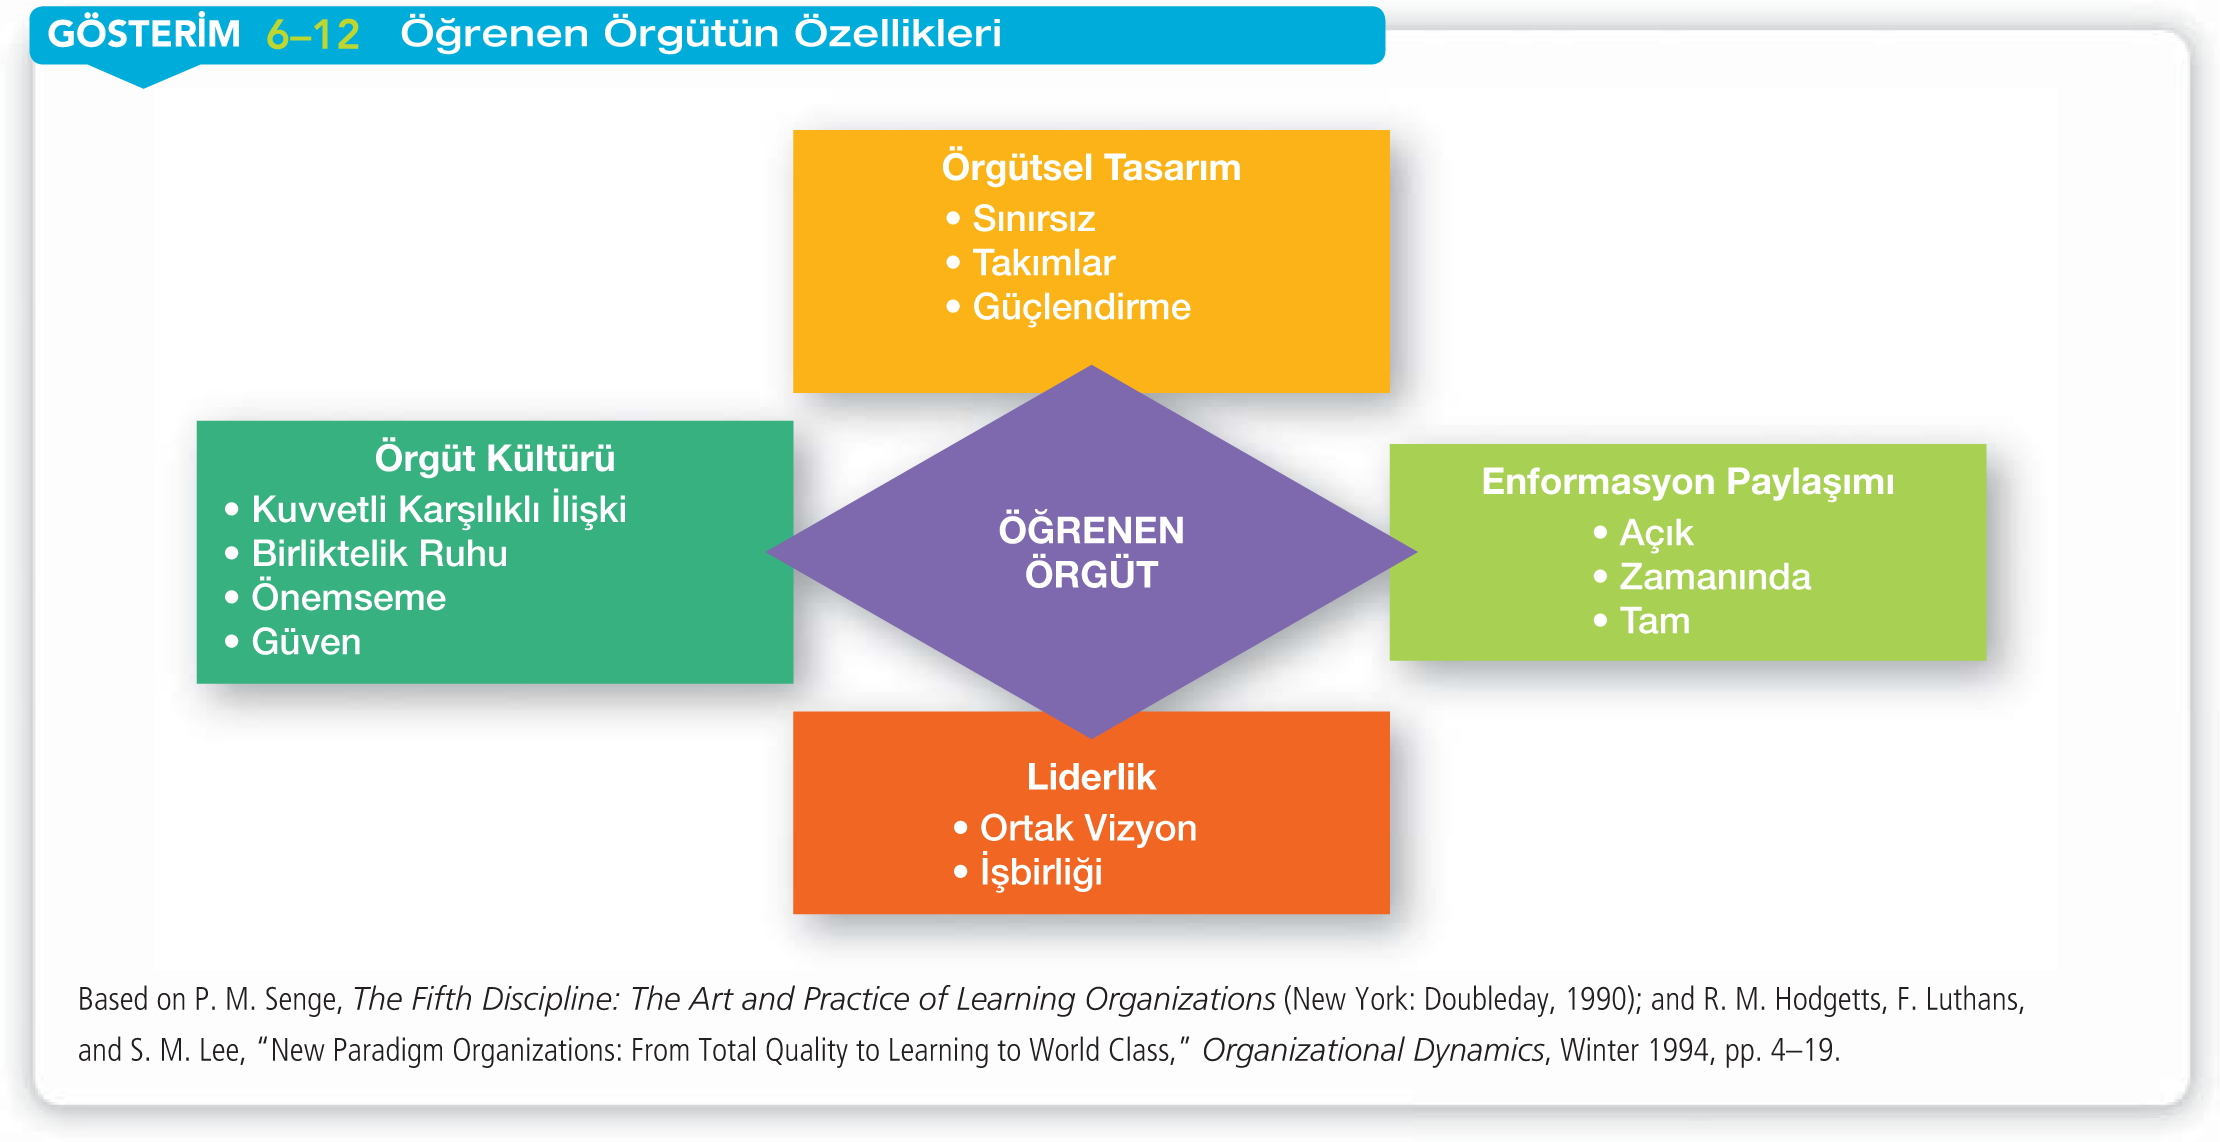 GÖSTERİM 6–12 Öğrenen Örgütün Özellikleri
Örgütsel Tasarım
• Sınırsız
• Takımlar
• Güçlendirme
Örgüt Kültürü
• Kuvvetli Karşılıklı İlişki
• Birliktelik Ruhu
• Önemseme
• Güven
ÖĞRENEN
ÖRGÜT
Enformasyon Paylaşımı
• Açık
• Zamanında
• Tam
Liderlik
• Ortak Vizyon
• İşbirliği
Based on P. M. Senge, The Fifth Discipline: The Art and Practice of Learning Organizations (New York: Doubleday, 1990); and R. M. Hodgetts, F. Luthans,
and S. M. Lee, “New Paradigm Organizations: From Total Quality to Learning to World Class,” Organizational Dynamics, Winter 1994, pp. 4–19.